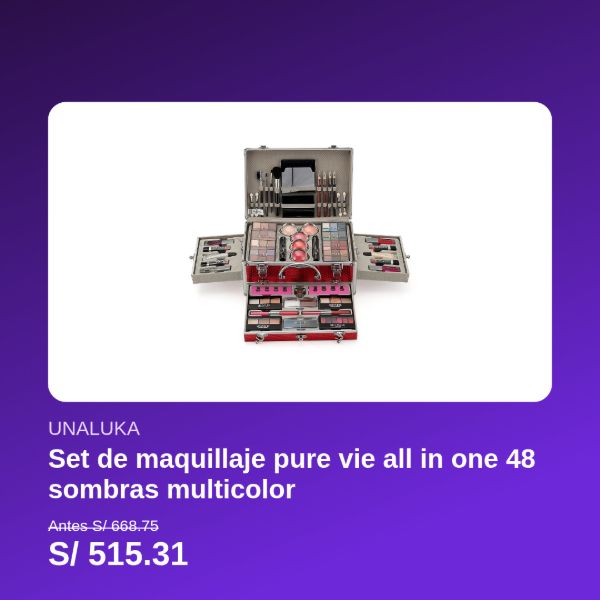 UNALUKA
Set de maquillaje pure vie all in one 48
sombras multicolor
Antes S/ 668.75
S/ 515.31